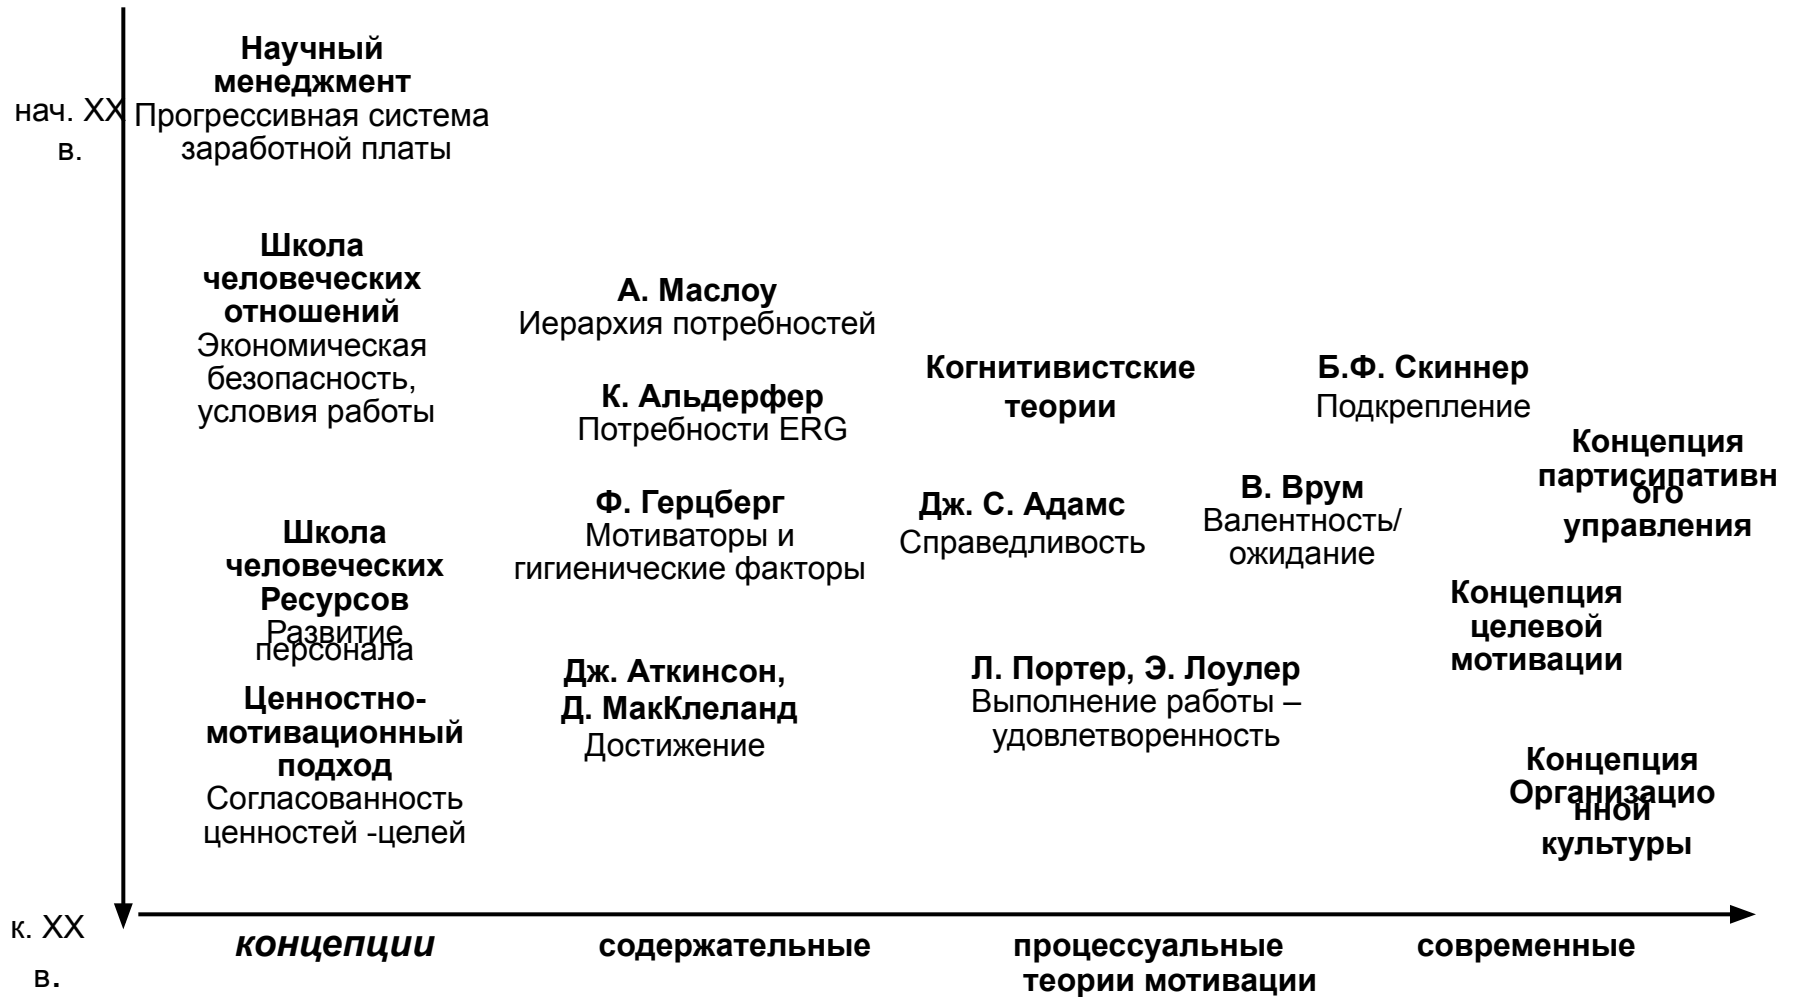 нач. XX
в.
Научный
менеджмент
Прогрессивная система
заработной платы
Школа
человеческих
отношений
Экономическая
безопасность,
условия работы
Школа
человеческих
Ресурсов
Развитие
персонала
Ценностно-
мотивационный
подход
Согласованность
ценностей -целей
А. Маслоу
Иерархия потребностей
К. Альдерфер
Потребности ERG
Ф. Герцберг
Мотиваторы и
гигиенические факторы
Дж. Аткинсон,
Д. МакКлеланд
Достижение
Когнитивистские
теории
Дж. С. Адамс
Справедливость
Л. Портер, Э. Лоулер
Выполнение работы –
удовлетворенность
Б.Ф. Скиннер
Подкрепление
В. Врум
Валентность/
ожидание
Концепция
партисипативн
ого
управления
Концепция
целевой
мотивации
Концепция
Организацио
нной
культуры
к. XX
в.
концепции
содержательные
процессуальные
теории мотивации
современные